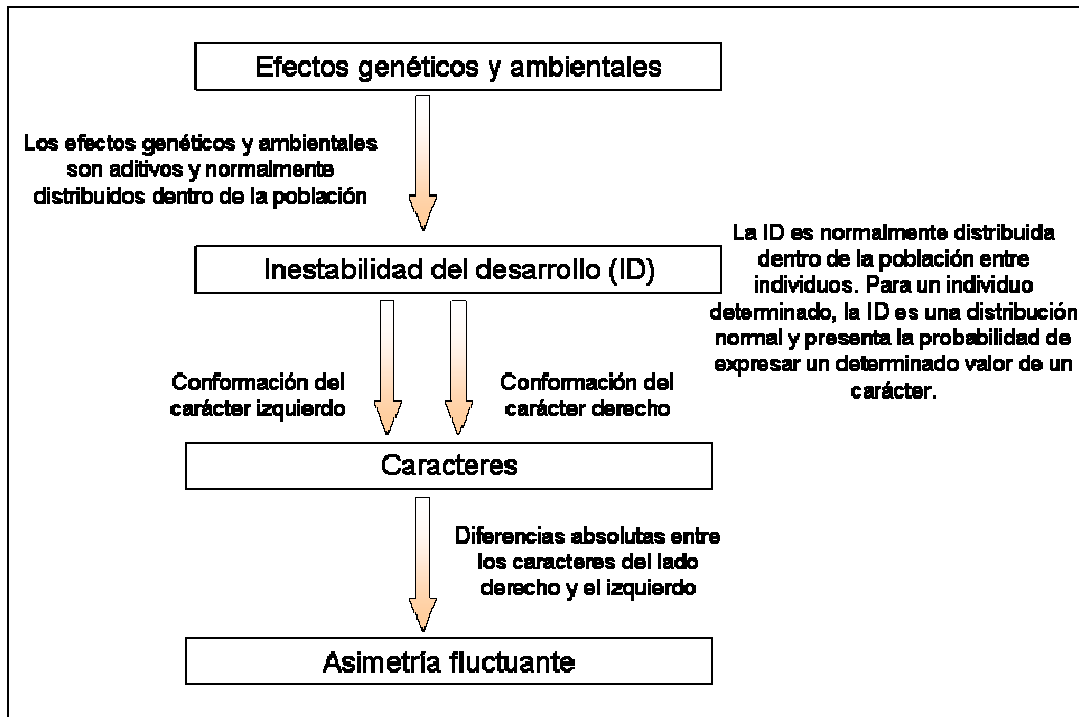 Efectos genéticos y ambientales
Los efectos genéticos y ambientales
son aditivos y normalmente
distribuidos dentro de la población
Inestabilidad del desarrollo (ID)
La ID es normalmente distribuida
dentro de la población entre
individuos. Para un individuo
determinado, la ID es una distribución
normal y presenta la probabilidad de
expresar un determinado valor de un
carácter.
Conformación del
carácter izquierdo
Conformación del
carácter derecho
Caracteres
Diferencias absolutas entre
los caracteres del lado
derecho y el izquierdo
Asimetría fluctuante